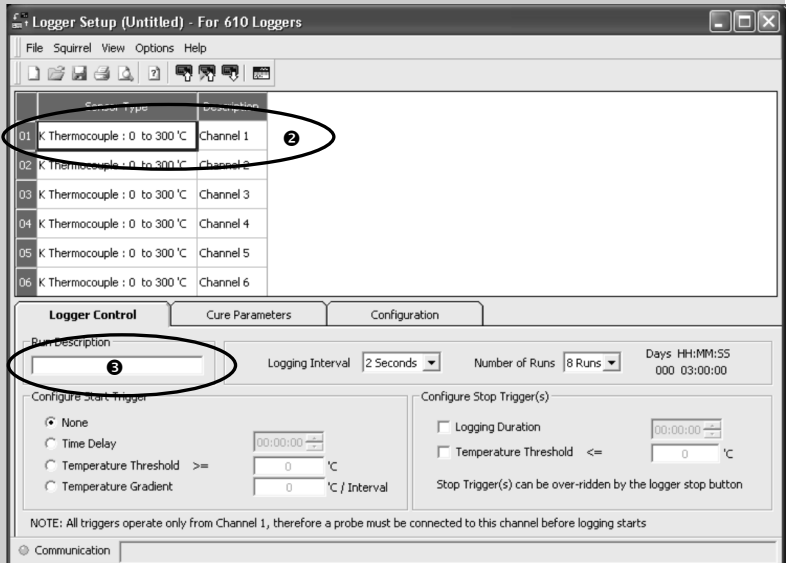 Logger Setup (Untitled) - For 610 Loggers
File Squirrel View Options Help
Sensor Type Description
01 K Thermocouple : 0 to 300 'C Channel 1 ❷
02 K Thermocouple : 0 to 300 'C Channel 2
03 K Thermocouple : 0 to 300 'C Channel 3
04 K Thermocouple : 0 to 300 'C Channel 4
05 K Thermocouple : 0 to 300 'C Channel 5
06 K Thermocouple : 0 to 300 'C Channel 6
Logger Control Cure Parameters Configuration
Run Description
❸
Logging Interval 2 Seconds Number of Runs 8 Runs Days HH:MM:SS
000 03:00:00
Configure Start Trigger
None
Time Delay 00:00:00
Temperature Threshold >= 0 'C
Temperature Gradient 0 'C / Interval
Configure Stop Trigger(s)
Logging Duration 00:00:00
Temperature Threshold <= 0 'C
Stop Trigger(s) can be over-ridden by the logger stop button
NOTE: All triggers operate only from Channel 1, therefore a probe must be connected to this channel before logging starts
Communication